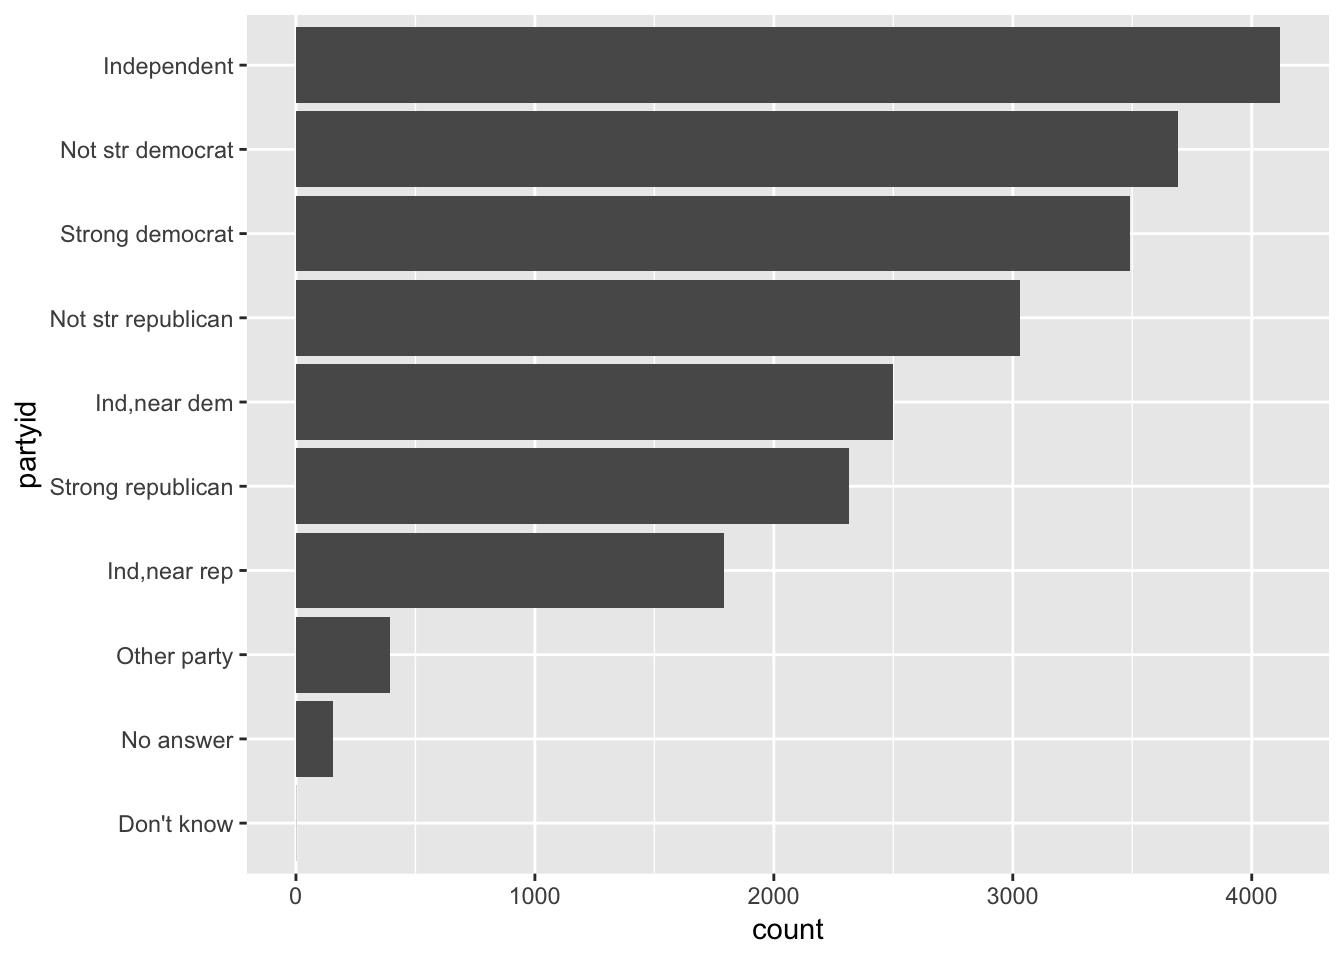 Independent
Not str democrat
Strong democrat
Not str republican
Ind,near dem
Strong republican
Ind,near rep
Other party
No answer
Don't know
partyid
0 1000 2000 3000 4000
count